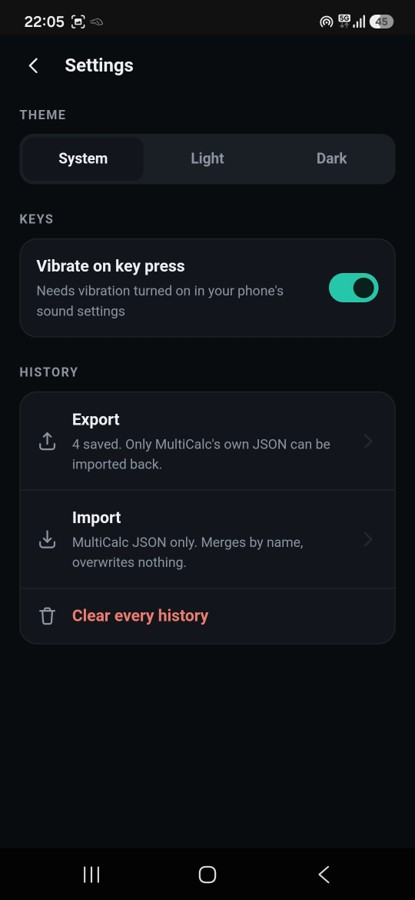 22:05
5G
45
Settings
THEME
System
Light
Dark
KEYS
Vibrate on key press
Needs vibration turned on in your phone's
sound settings
HISTORY
Export
4 saved. Only MultiCalc's own JSON can be
imported back.
Import
MultiCalc JSON only. Merges by name,
overwrites nothing.
Clear every history